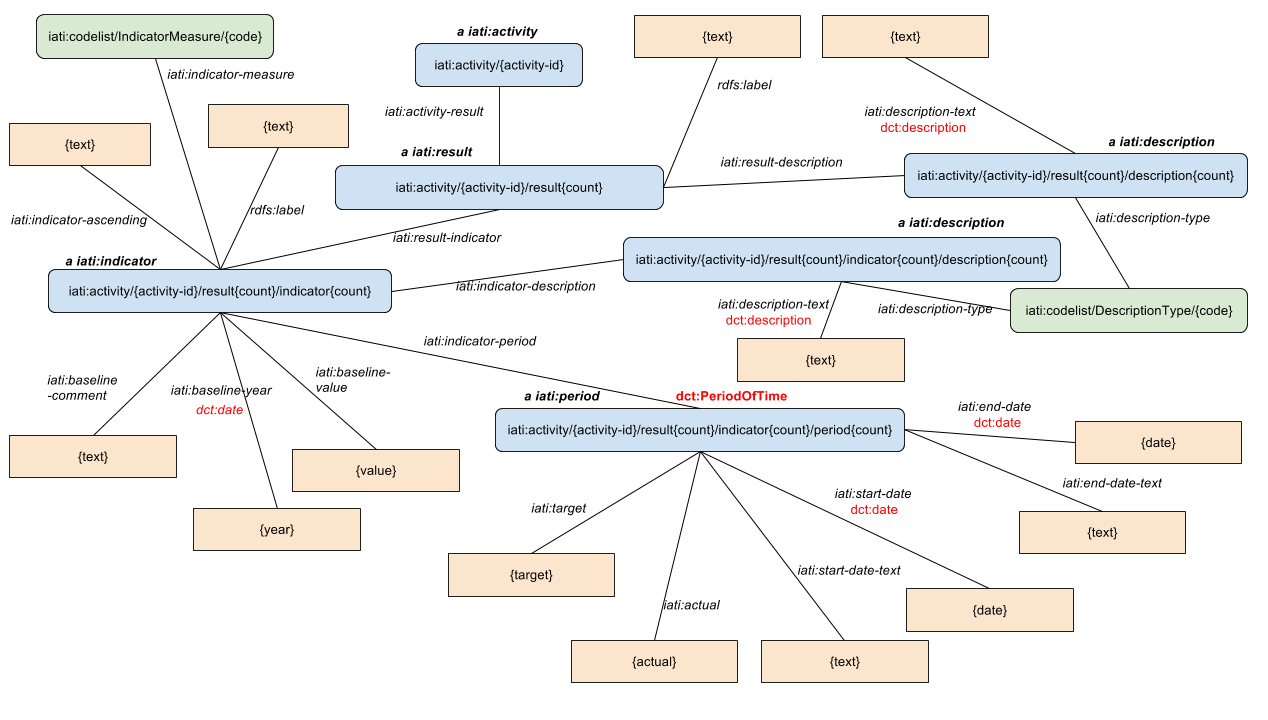 iati:codelist/IndicatorMeasure/{code}
a iati:activity
iati:activity/{activity-id}
{text}
{text}
iati:indicator-measure
rdfs:label
iati:activity-result
iati:description-text
dct:description
{text}
{text}
a iati:result
a iati:description
iati:result-description
iati:activity/{activity-id}/result{count}
iati:activity/{activity-id}/result{count}/description{count}
iati:indicator-ascending
rdfs:label
iati:description-type
a iati:description
iati:result-indicator
a iati:indicator
iati:activity/{activity-id}/result{count}/indicator{count}/description{count}
iati:activity/{activity-id}/result{count}/indicator{count}
iati:indicator-description
iati:description-text
dct:description
iati:description-type
iati:codelist/DescriptionType/{code}
iati:indicator-period
{text}
iati:baseline
-comment
iati:baseline-year
dct:date
iati:baseline-
value
a iati:period
dct:PeriodOfTime
iati:activity/{activity-id}/result{count}/indicator{count}/period{count}
iati:end-date
dct:date
{date}
{text}
{value}
iati:end-date-text
iati:target
iati:start-date
dct:date
{year}
{text}
{target}
iati:start-date-text
iati:actual
{date}
{actual}
{text}